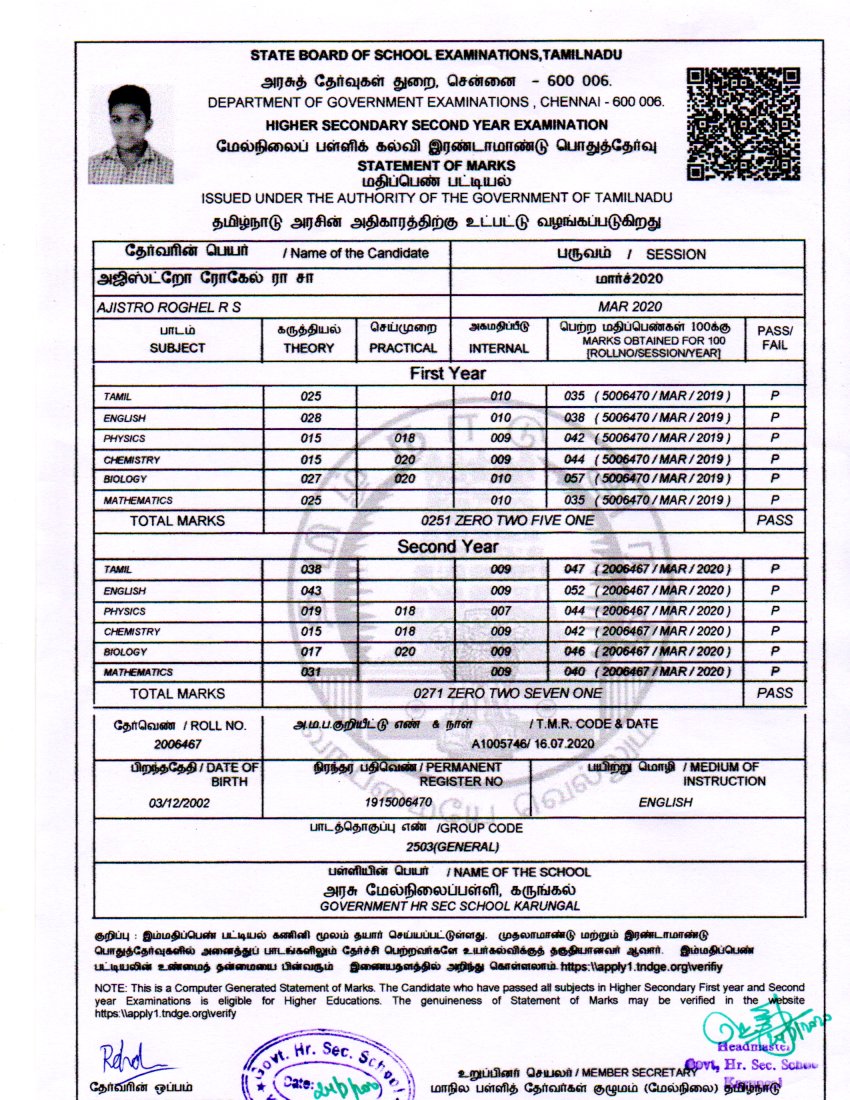 STATE BOARD OF SCHOOL EXAMINATIONS,TAMILNADU
அரசுத் தேர்வுகள் துறை, சென்னை - 600 006.
DEPARTMENT OF GOVERNMENT EXAMINATIONS , CHENNAI - 600 006.
HIGHER SECONDARY SECOND YEAR EXAMINATION
மேல்நிலைப் பள்ளிக் கல்வி இரண்டாமாண்டு பொதுத்தேர்வு
STATEMENT OF MARKS
மதிப்பெண் பட்டியல்
ISSUED UNDER THE AUTHORITY OF THE GOVERNMENT OF TAMILNADU
தமிழ்நாடு அரசின் அதிகாரத்திற்கு உட்பட்டு வழங்கப்படுகிறது
தேர்வரின் பெயர் / Name of the Candidate பருவம் / SESSION
அஜிஸ்ட்றோ ரோகேல் ரா சா மார்ச்2020
AJISTRO ROGHEL R S MAR 2020
பாடம் கருத்தியல் செய்முறை அகமதிப்பீடு பெற்ற மதிப்பெண்கள் 100க்கு PASS/
SUBJECT THEORY PRACTICAL INTERNAL MARKS OBTAINED FOR 100 FAIL
[ROLLNO/SESSION/YEAR]
First Year
TAMIL 025 010 035 ( 5006470 / MAR / 2019 ) P
ENGLISH 028 010 038 ( 5006470 / MAR / 2019 ) P
PHYSICS 015 018 009 042 ( 5006470 / MAR / 2019 ) P
CHEMISTRY 015 020 009 044 ( 5006470 / MAR / 2019 ) P
BIOLOGY 027 020 010 057 ( 5006470 / MAR / 2019 ) P
MATHEMATICS 025 010 035 ( 5006470 / MAR / 2019 ) P
TOTAL MARKS 0251 ZERO TWO FIVE ONE PASS
Second Year
TAMIL 038 009 047 ( 2006467 / MAR / 2020 ) P
ENGLISH 043 009 052 ( 2006467 / MAR / 2020 ) P
PHYSICS 019 018 007 044 ( 2006467 / MAR / 2020 ) P
CHEMISTRY 015 018 009 042 ( 2006467 / MAR / 2020 ) P
BIOLOGY 017 020 009 046 ( 2006467 / MAR / 2020 ) P
MATHEMATICS 031 009 040 ( 2006467 / MAR / 2020 ) P
TOTAL MARKS 0271 ZERO TWO SEVEN ONE PASS
தேர்வெண் / ROLL NO. அ.ம.ப.குறியீட்டு எண் & நாள் / T.M.R. CODE & DATE
2006467 A1005746/ 16.07.2020
பிறந்ததேதி / DATE OF BIRTH நிரந்தர பதிவெண் / PERMANENT REGISTER NO பயிற்று மொழி / MEDIUM OF INSTRUCTION
03/12/2002 1915006470 ENGLISH
பாடத்தொகுப்பு எண் /GROUP CODE
2503(GENERAL)
பள்ளியின் பெயர் / NAME OF THE SCHOOL
அரசு மேல்நிலைப்பள்ளி, கருங்கல்
GOVERNMENT HR SEC SCHOOL KARUNGAL
குறிப்பு : இம்மதிப்பெண் பட்டியல் கணினி மூலம் தயார் செய்யப்பட்டுள்ளது. முதலாமாண்டு மற்றும் இரண்டாமாண்டு
பொதுத்தேர்வுகளில் அனைத்துப் பாடங்களிலும் தேர்ச்சி பெற்றவர்களே உயர்கல்விக்குத் தகுதியானவர் ஆவார். இம்மதிப்பெண்
பட்டியலின் உண்மைத் தன்மையை பின்வரும் இணையதளத்தில் அறிந்து கொள்ளலாம். https:\\apply1.tndge.org\verifiy
NOTE: This is a Computer Generated Statement of Marks. The Candidate who have passed all subjects in Higher Secondary First year and Second
year Examinations is eligible for Higher Educations. The genuineness of Statement of Marks may be verified in the website
https:\\apply1.tndge.org\verify
Headmaster
Govt. Hr. Sec. School
Govt. Hr. Sec. School
Date:
Karungal
தேர்வரின் ஒப்பம்
உறுப்பினர் செயலர் / MEMBER SECRETARY
மாநில பள்ளித் தேர்வுகள் குழுமம் (மேல்நிலை) தமிழ்நாடு